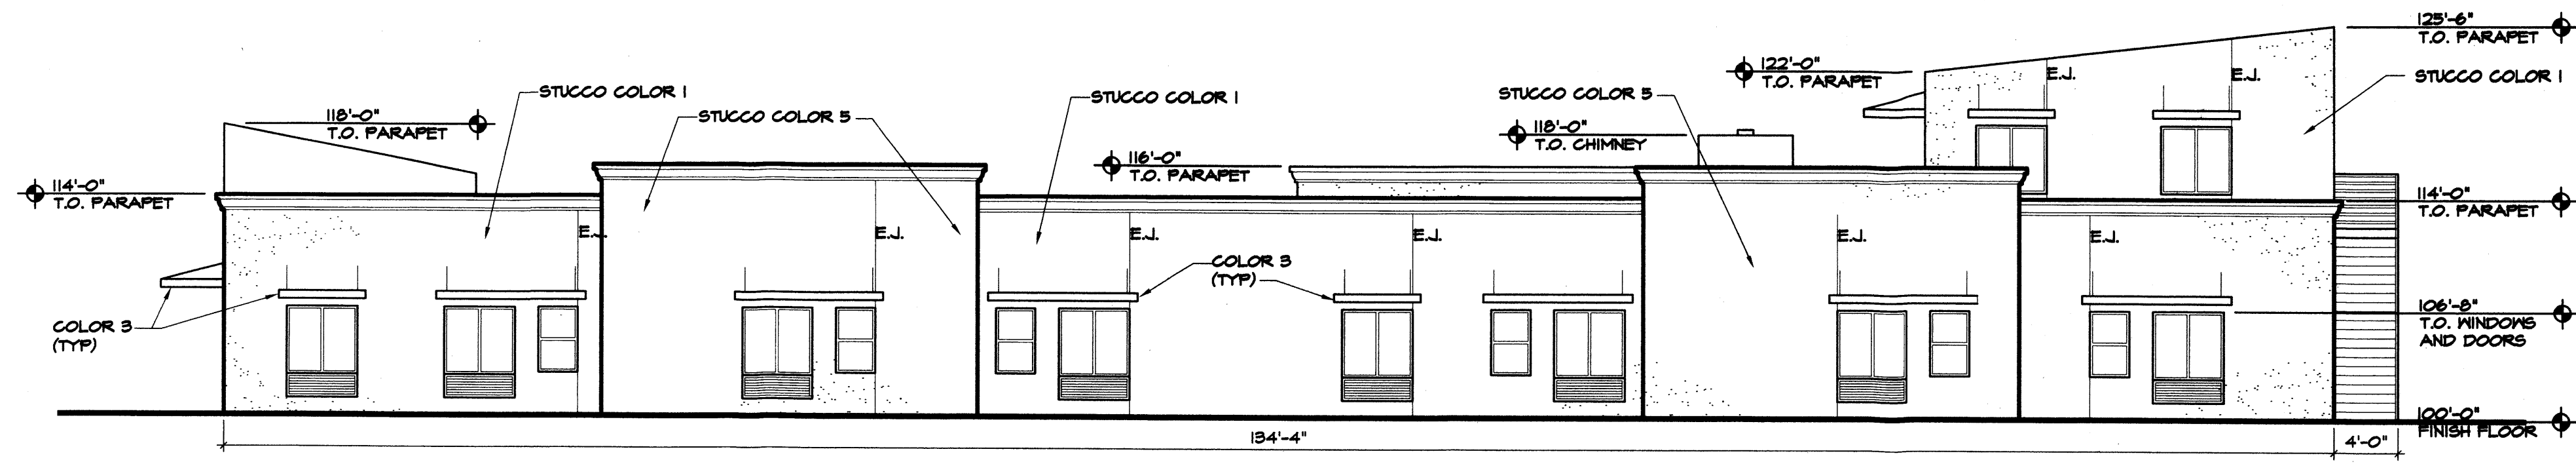 125'-6"
T.O. PARAPET
122'-0"
T.O. PARAPET
E.J.
E.J.
STUCCO COLOR 1
STUCCO COLOR 1
STUCCO COLOR 1
STUCCO COLOR 5
118'-0"
T.O. PARAPET
STUCCO COLOR 5
118'-0"
T.O. CHIMNEY
116'-0"
T.O. PARAPET
114'-0"
T.O. PARAPET
114'-0"
T.O. PARAPET
E.J.
E.J.
E.J.
E.J.
E.J.
E.J.
COLOR 3
(TYP)
COLOR 3
(TYP)
106'-8"
T.O. WINDOWS
AND DOORS
100'-0"
FINISH FLOOR
134'-4"
4'-0"